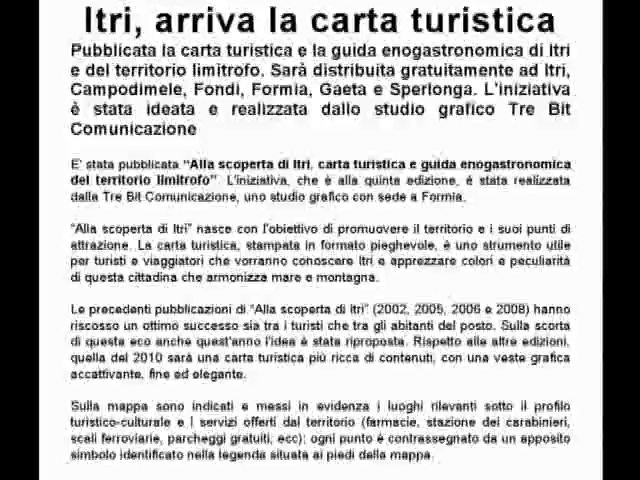 Itri, arriva la carta turistica
Pubblicata la carta turistica e la guida enogastronomica di Itri
e del territorio limitrofo. Sarà distribuita gratuitamente ad Itri,
Campodimele, Fondi, Formia, Gaeta e Sperlonga. L'iniziativa
è stata ideata e realizzata dallo studio grafico Tre Bit
Comunicazione
E' stata pubblicata "Alla scoperta di Itri, carta turistica e guida enogastronomica
del territorio limitrofo" L'iniziativa, che è alla quinta edizione, è stata realizzata
dalla Tre Bit Comunicazione, uno studio grafico con sede a Formia.
"Alla scoperta di Itri" nasce con l'obiettivo di promuovere il territorio e i suoi punti di
attrazione. La carta turistica, stampata in formato pieghevole, è uno strumento utile
per turisti e viaggiatori che vorranno conoscere Itri e apprezzare colori e peculiarità
di questa cittadina che armonizza mare e montagna.
Le precedenti pubblicazioni di "Alla scoperta di Itri" (2002, 2005, 2006 e 2008) hanno
riscosso un ottimo successo sia tra i turisti che tra gli abitanti del posto. Sulla scorta
di questa eco anche quest'anno l'idea è stata riproposta. Rispetto alle altre edizioni,
quella del 2010 sarà una carta turistica più ricca di contenuti, con una veste grafica
accattivante, fine ed elegante.
Sulla mappa sono indicati e messi in evidenza i luoghi rilevanti sotto il profilo
turistico-culturale e i servizi offerti dal territorio (farmacie, stazione dei carabinieri,
scali ferroviarie, parcheggi gratuiti, ecc); ogni punto è contrassegnato da un apposito
simbolo identificato nella legenda situata ai piedi della mappa.